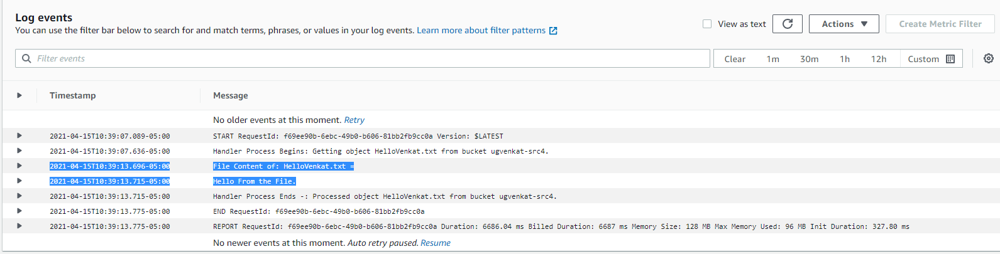 Log events
You can use the filter bar below to search for and match terms, phrases, or values in your log events. Learn more about filter patterns
View as text
Actions
Create Metric Filter
Filter events
Clear 1m 30m 1h 12h Custom
Timestamp Message
No older events at this moment. Retry
2021-04-15T10:39:07.089-05:00 START RequestId: f69ee90b-6ebc-49b0-b606-81bb2fb9cc0a Version: $LATEST
2021-04-15T10:39:07.636-05:00 Handler Process Begins: Getting object HelloVenkat.txt from bucket ugvenkat-src4.
2021-04-15T10:39:13.696-05:00 File Content of: HelloVenkat.txt =
2021-04-15T10:39:13.715-05:00 Hello From the File.
2021-04-15T10:39:13.715-05:00 Handler Process Ends -: Processed object HelloVenkat.txt from bucket ugvenkat-src4.
2021-04-15T10:39:13.775-05:00 END RequestId: f69ee90b-6ebc-49b0-b606-81bb2fb9cc0a
2021-04-15T10:39:13.775-05:00 REPORT RequestId: f69ee90b-6ebc-49b0-b606-81bb2fb9cc0a Duration: 6686.04 ms Billed Duration: 6687 ms Memory Size: 128 MB Max Memory Used: 96 MB Init Duration: 327.80 ms
No newer events at this moment. Auto retry paused. Resume